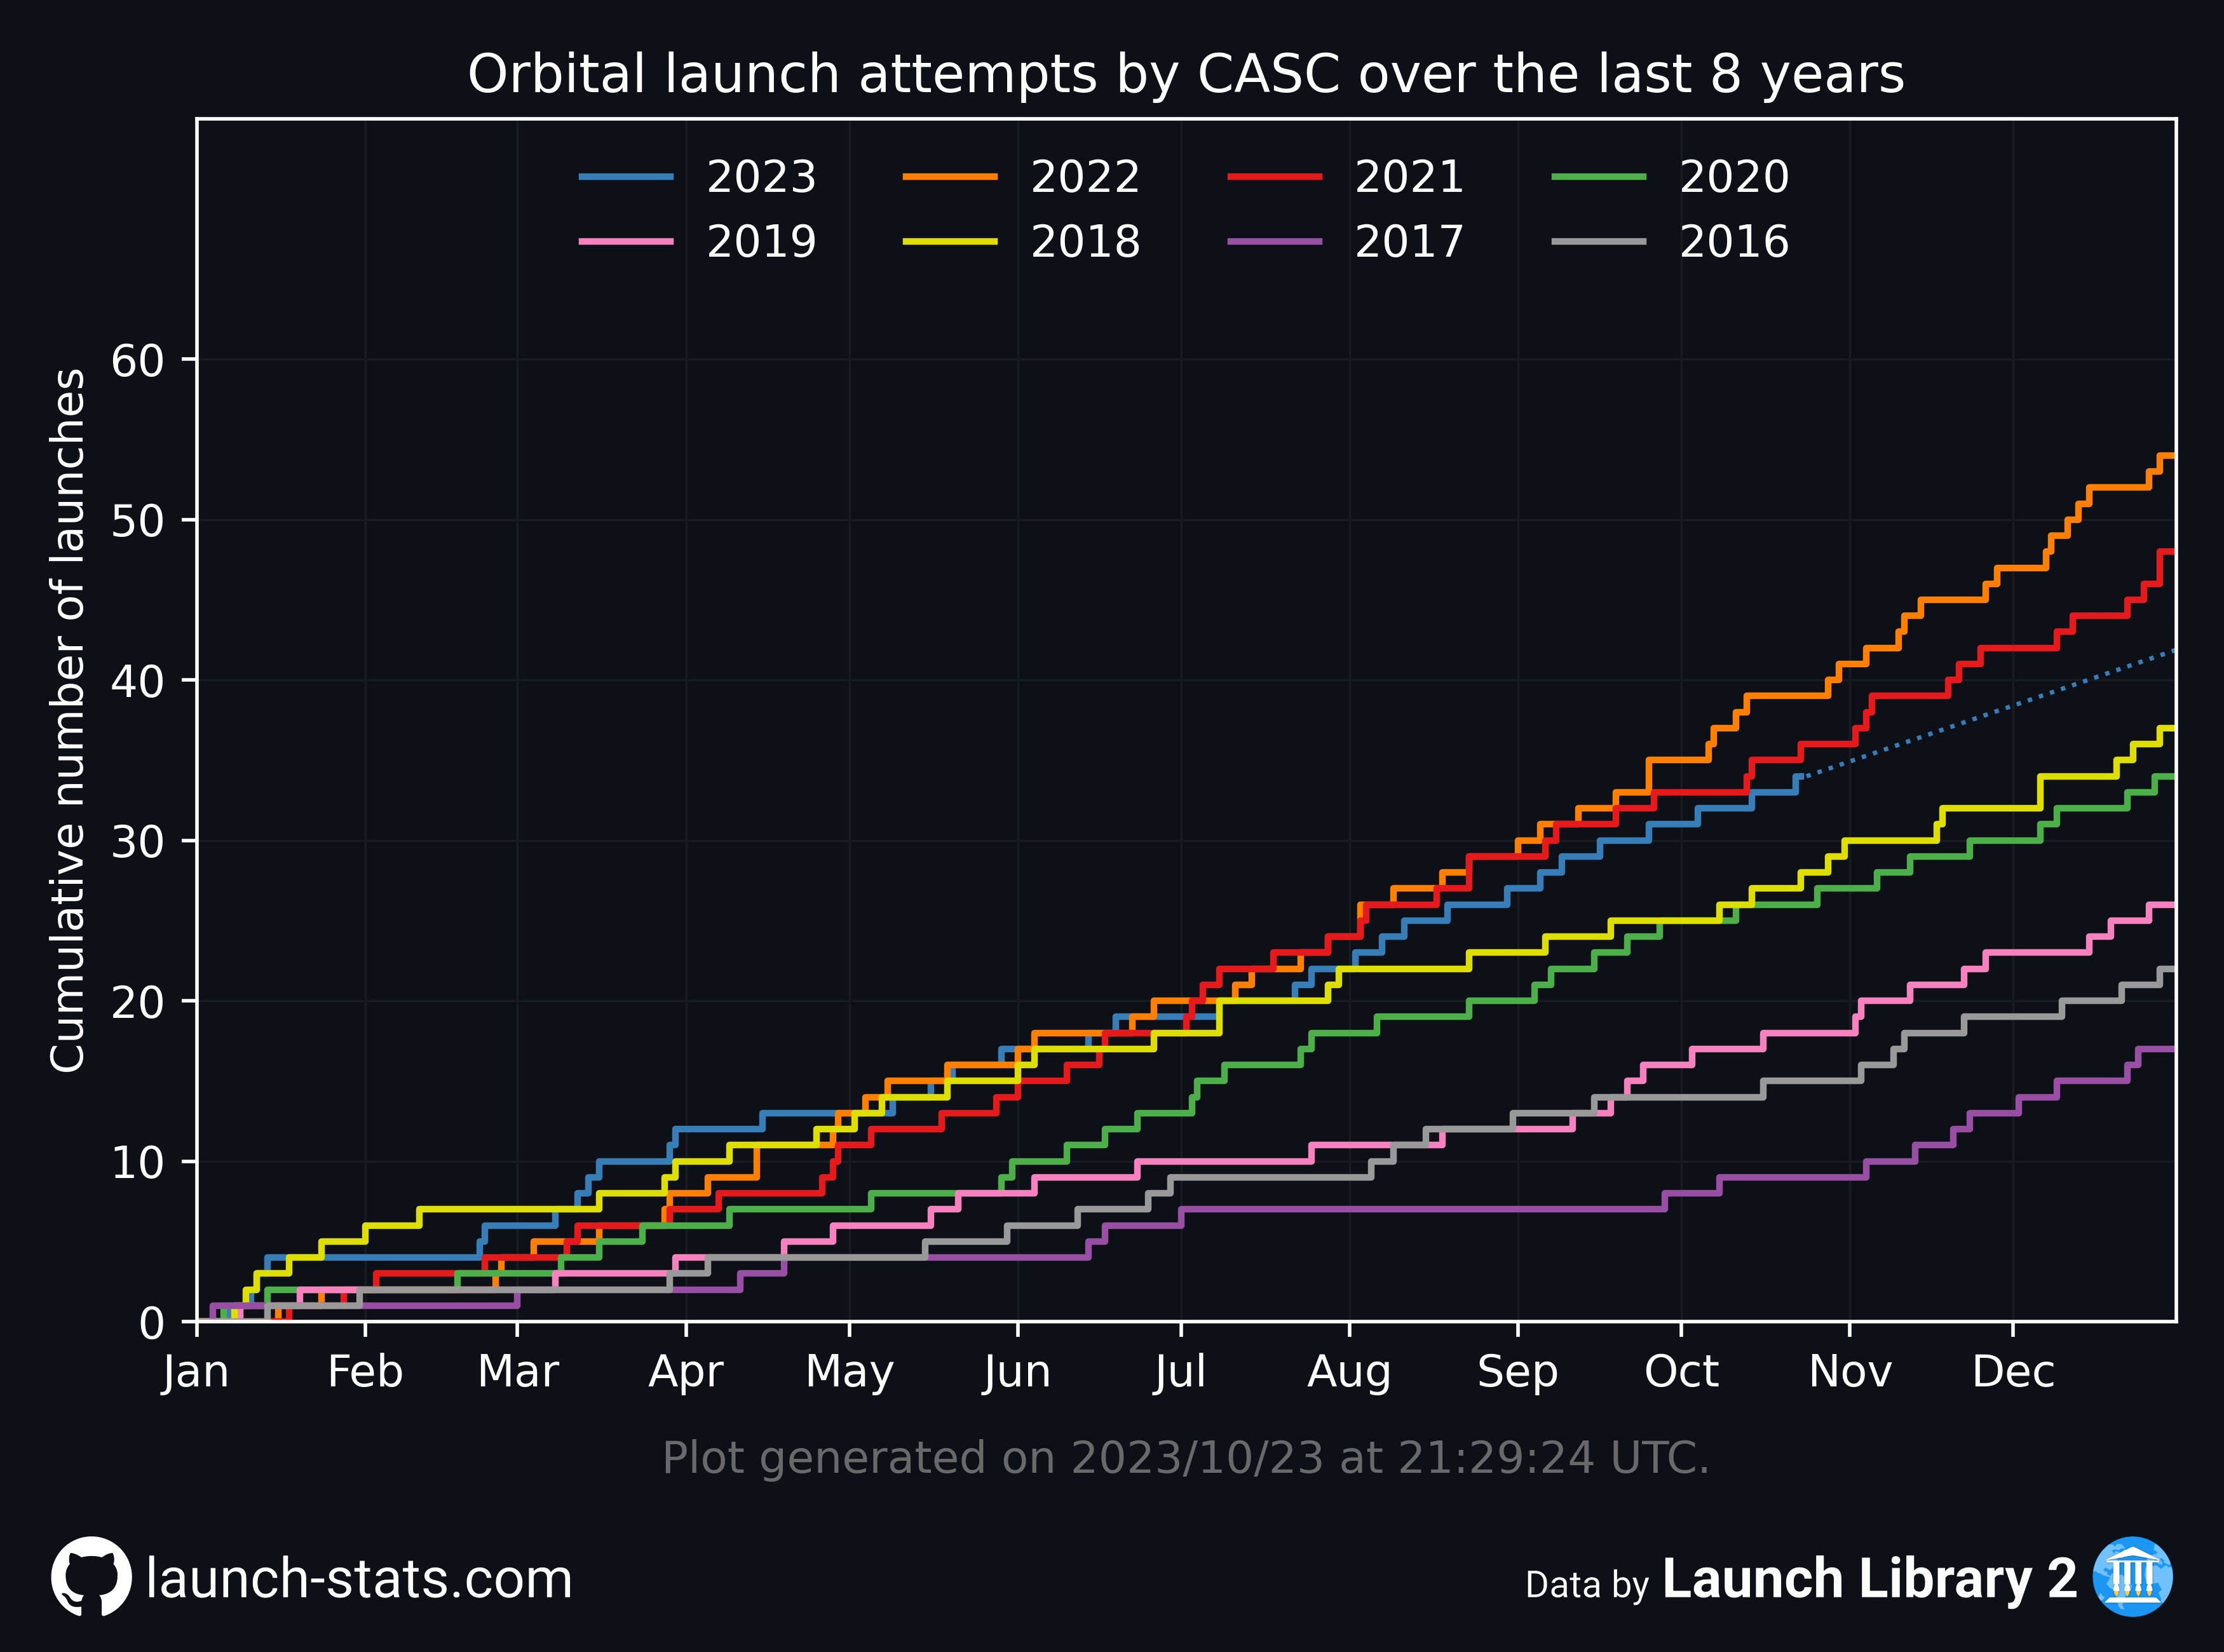 Orbital launch attempts by CASC over the last 8 years
2023 2022 2021 2020
2019 2018 2017 2016
Cumulative number of launches
60
50
40
30
20
10
0
Jan Feb Mar Apr May Jun Jul Aug Sep Oct Nov Dec
Plot generated on 2023/10/23 at 21:29:24 UTC.
launch-stats.com
Data by Launch Library 2